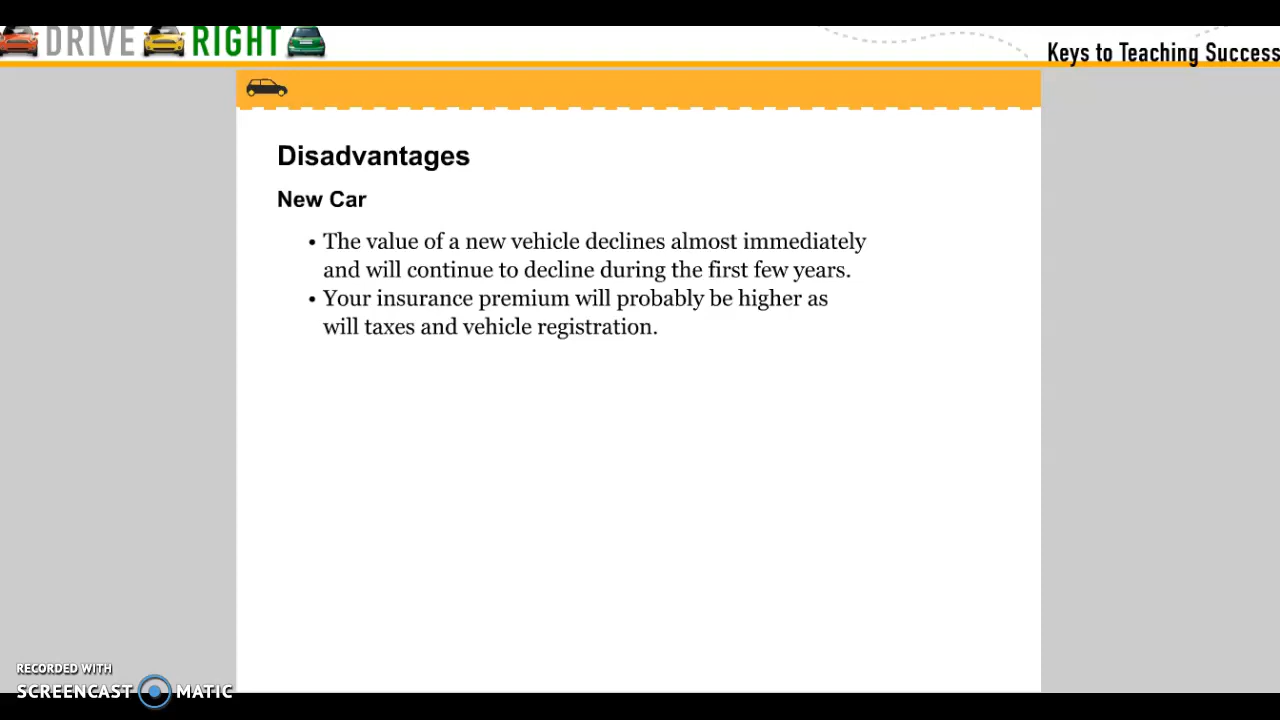 DRIVE RIGHT
Keys to Teaching Success
Disadvantages
New Car
• The value of a new vehicle declines almost immediately
and will continue to decline during the first few years.
• Your insurance premium will probably be higher as
will taxes and vehicle registration.
RECORDED WITH
SCREENCAST MATIC